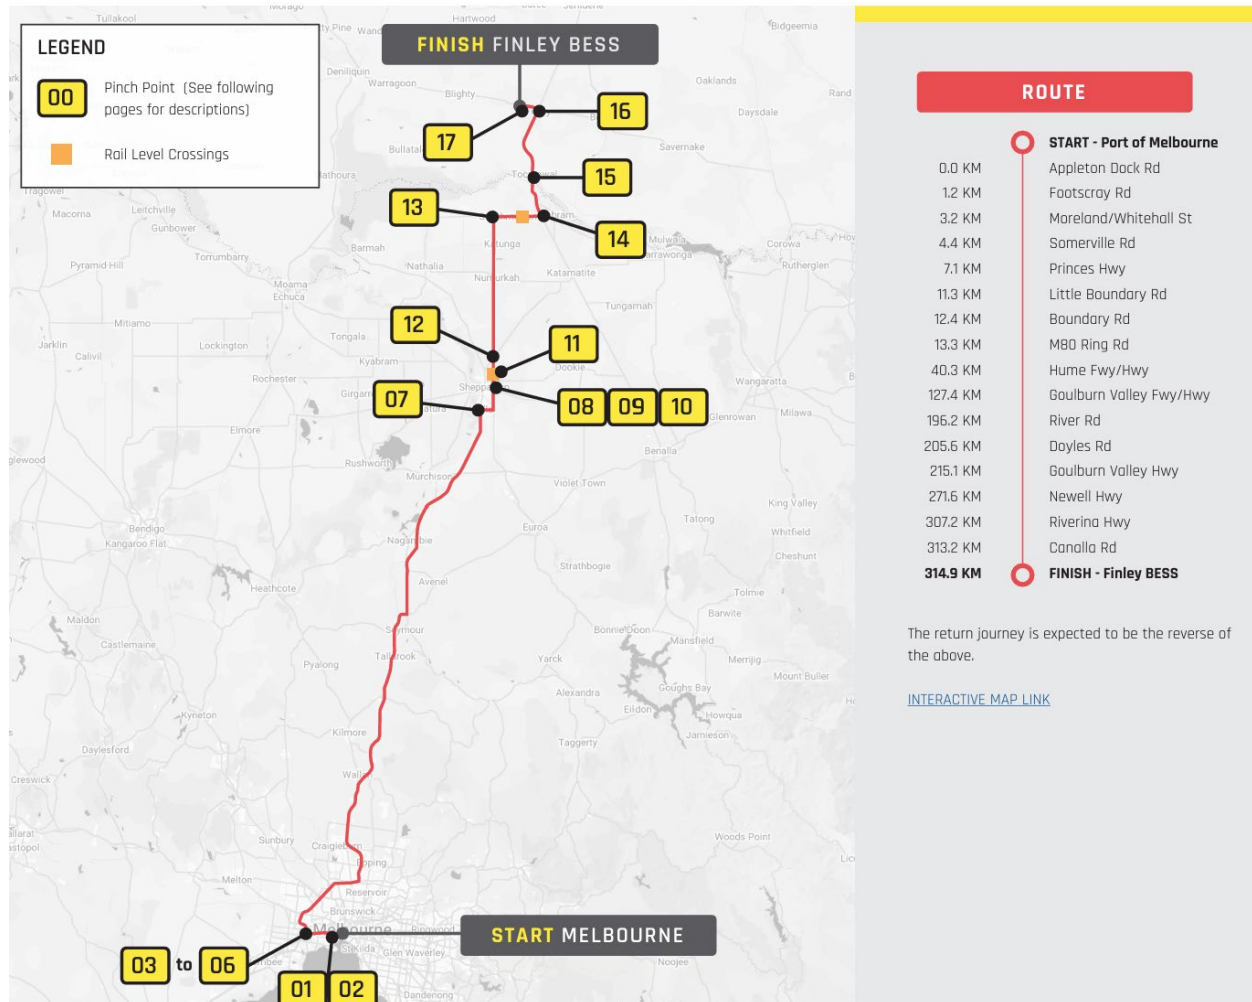 LEGEND
00
Pinch Point (See following
pages for descriptions)
Rail Level Crossings
FINISH FINLEY BESS
Tullakool
Hartwood
Bidgeemia
Deniliquin
Warragoon
Blighty
Oaklands
Daysdale
Savernake
16
17
15
13
14
Macorna
Leitchville
Gunbower
Barmah
Katunga
Mulwala
Corowa
Pyramid Hill
Torrumbarry
Nathalia
Numurkah
Katamatite
Rutherglen
Moama
Echuca
Tungamah
Mitiamo
12
11
Tongala
Jarklin
Calivil
Lockington
Kyabram
Dookie
Rochester
Wangaratta
07
08 09 10
Glenrowan
Milawa
Elmore
Benalla
Rushworth
Murchison
Violet Town
King Valley
Bendigo
Kangaroo Flat
Euroa
Tatong
Whitfield
Nagambie
Cheshunt
Strathbogie
Heathcote
Avenel
Tolmie
Barwite
Maldon
Seymour
Bonnie Doon
Mansfield
Castlemaine
Pyalong
Tallarook
Yarck
Merrijig
Mount Buller
Alexandra
Goughs Bay
Eildon
Howqua
Kyneton
Kilmore
Taggerty
Jamieson
Daylesford
Creswick
Woods Point
Sunbury
Craigieburn
Epping
Melton
Reservoir
Brunswick
Melbourne
Ringwood
START MELBOURNE
St Kilda
Glen Waverley
Noojee
03 to 06
01 02
Dandenong
ROUTE
START - Port of Melbourne
0.0 KM Appleton Dock Rd
1.2 KM Footscray Rd
3.2 KM Moreland/Whitehall St
4.4 KM Somerville Rd
7.1 KM Princes Hwy
11.3 KM Little Boundary Rd
12.4 KM Boundary Rd
13.3 KM M80 Ring Rd
40.3 KM Hume Fwy/Hwy
127.4 KM Goulburn Valley Fwy/Hwy
196.2 KM River Rd
205.6 KM Doyles Rd
215.1 KM Goulburn Valley Hwy
271.6 KM Newell Hwy
307.2 KM Riverina Hwy
313.2 KM Canalla Rd
314.9 KM FINISH - Finley BESS
The return journey is expected to be the reverse of
the above.
INTERACTIVE MAP LINK